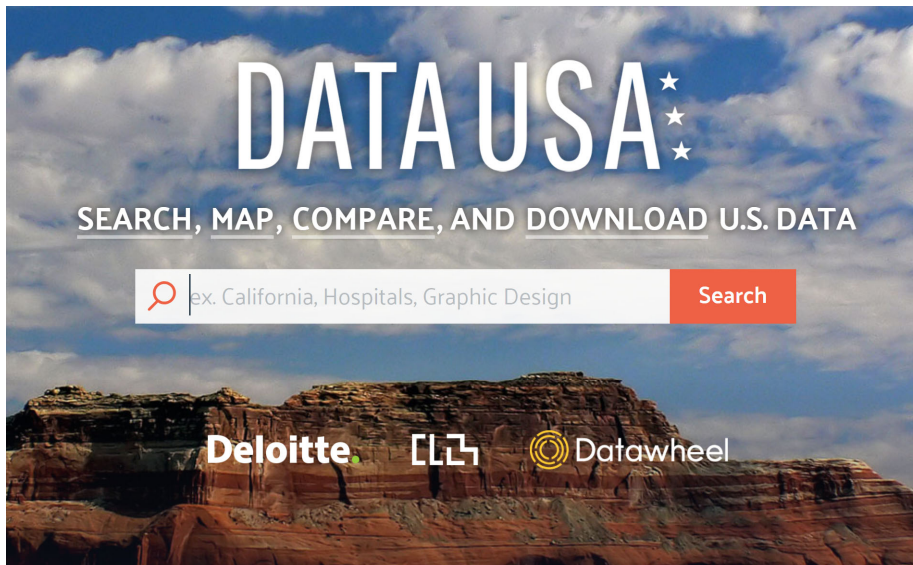 DATA USA
SEARCH, MAP, COMPARE, AND DOWNLOAD U.S. DATA
ex. California, Hospitals, Graphic Design
Search
Deloitte.
Datawheel